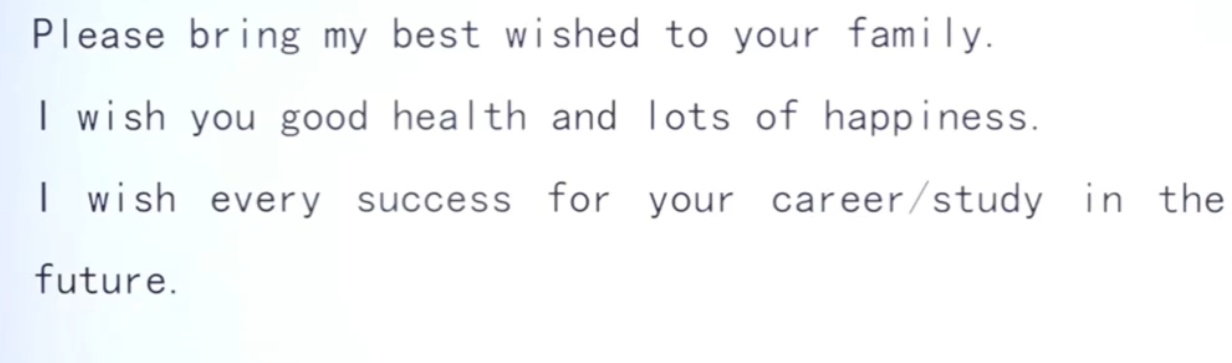 Please bring my best wished to your family.
I wish you good health and lots of happiness.
I wish every success for your career/study in the
future.